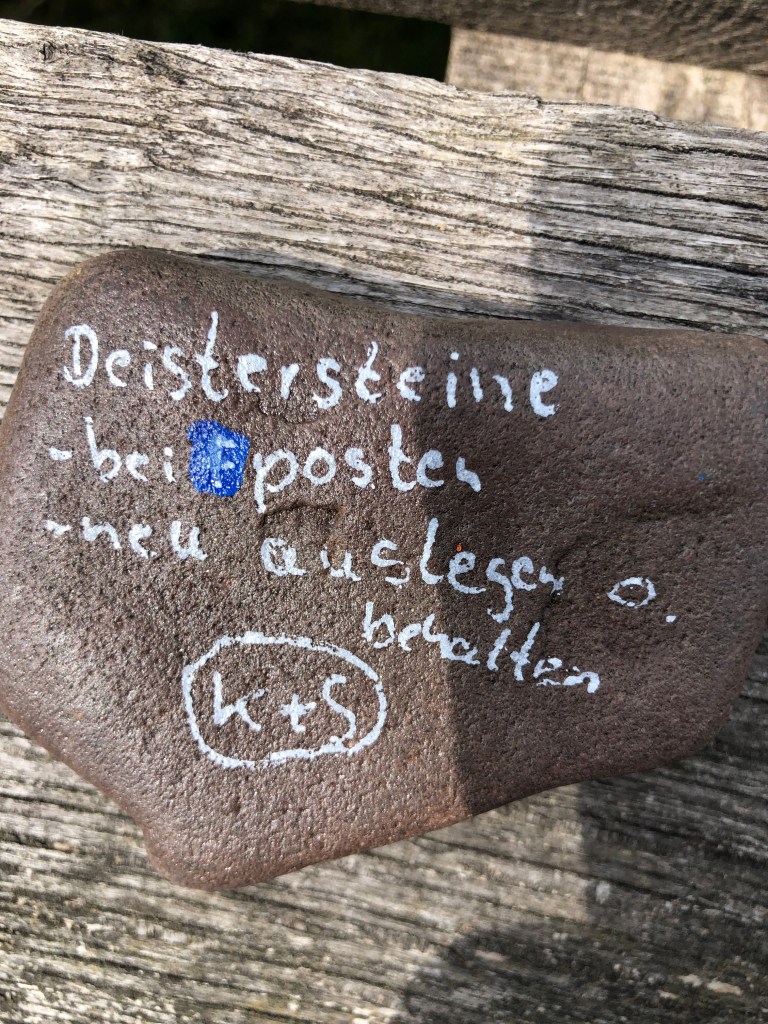 Deistersteine
- bei F posten
- neu auslegen o.
behalten
K + S